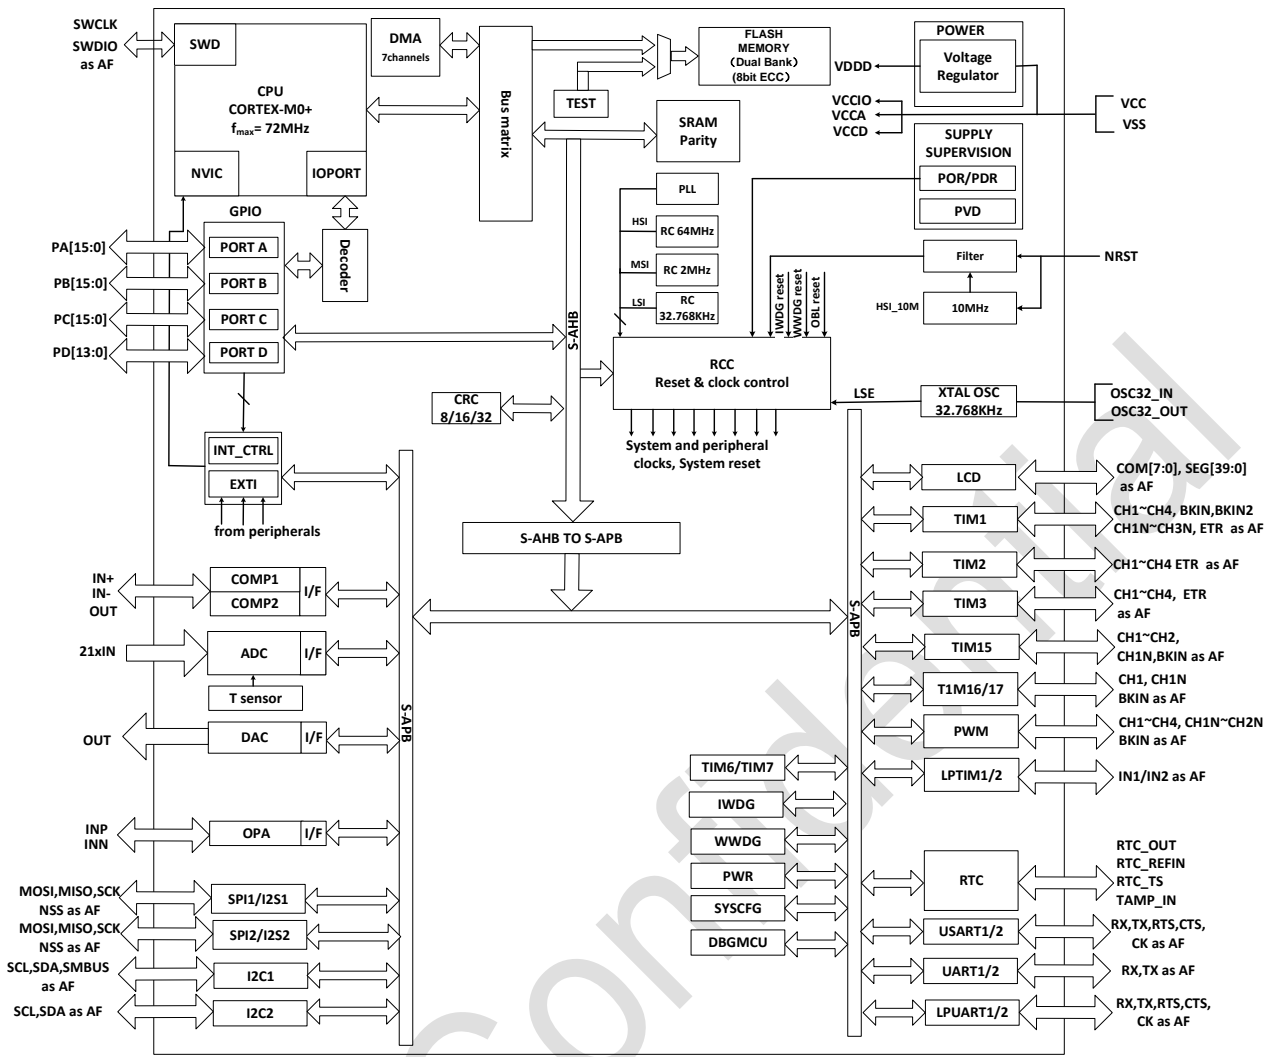 SWCLK
SWDIO
as AF
SWD
CPU
CORTEX-M0+
fmax= 72MHz
NVIC
IOPORT
DMA
7channels
Bus matrix
FLASH
MEMORY
(Dual Bank)
(8bit ECC)
TEST
SRAM
Parity
POWER
Voltage
Regulator
VDDD
VCCIO
VCCA
VCCD
VCC
VSS
SUPPLY
SUPERVISION
POR/PDR
PVD
Filter
NRST
HSI_10M
10MHz
GPIO
PORT A
PORT B
PORT C
PORT D
PA[15:0]
PB[15:0]
PC[15:0]
PD[13:0]
Decoder
PLL
HSI
RC 64MHz
MSI
RC 2MHz
LSI
RC
32.768KHz
IWDG reset
WWDG reset
OBL reset
S-AHB
RCC
Reset & clock control
LSE
XTAL OSC
32.768KHz
OSC32_IN
OSC32_OUT
CRC
8/16/32
System and peripheral
clocks, System reset
INT_CTRL
EXTI
from peripherals
S-AHB TO S-APB
IN+
IN-
OUT
COMP1
COMP2
I/F
21xIN
ADC
I/F
T sensor
OUT
DAC
I/F
INP
INN
OPA
I/F
MOSI,MISO,SCK
NSS as AF
SPI1/I2S1
MOSI,MISO,SCK
NSS as AF
SPI2/I2S2
SCL,SDA,SMBUS
as AF
I2C1
SCL,SDA as AF
I2C2
S-APB
S-APB
TIM6/TIM7
IWDG
WWDG
PWR
SYSCFG
DBGMCU
LCD
COM[7:0], SEG[39:0]
as AF
TIM1
CH1~CH4, BKIN,BKIN2
CH1N~CH3N, ETR as AF
TIM2
CH1~CH4 ETR as AF
TIM3
CH1~CH4, ETR
as AF
TIM15
CH1~CH2,
CH1N,BKIN as AF
T1M16/17
CH1, CH1N
BKIN as AF
PWM
CH1~CH4, CH1N~CH2N
BKIN as AF
LPTIM1/2
IN1/IN2 as AF
RTC
RTC_OUT
RTC_REFIN
RTC_TS
TAMP_IN
USART1/2
RX,TX,RTS,CTS,
CK as AF
UART1/2
RX,TX as AF
LPUART1/2
RX,TX,RTS,CTS,
CK as AF
Confidential